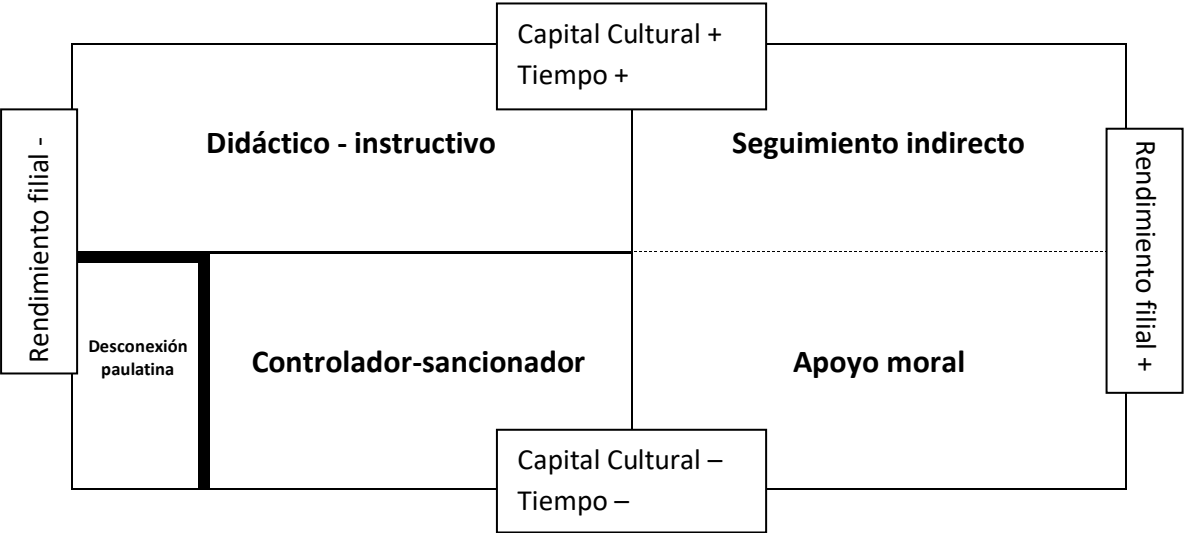 Capital Cultural +
Tiempo +
Rendimiento filial -
Didáctico - instructivo
Seguimiento indirecto
Rendimiento filial +
Desconexión
paulatina
Controlador-sancionador
Apoyo moral
Capital Cultural –
Tiempo –